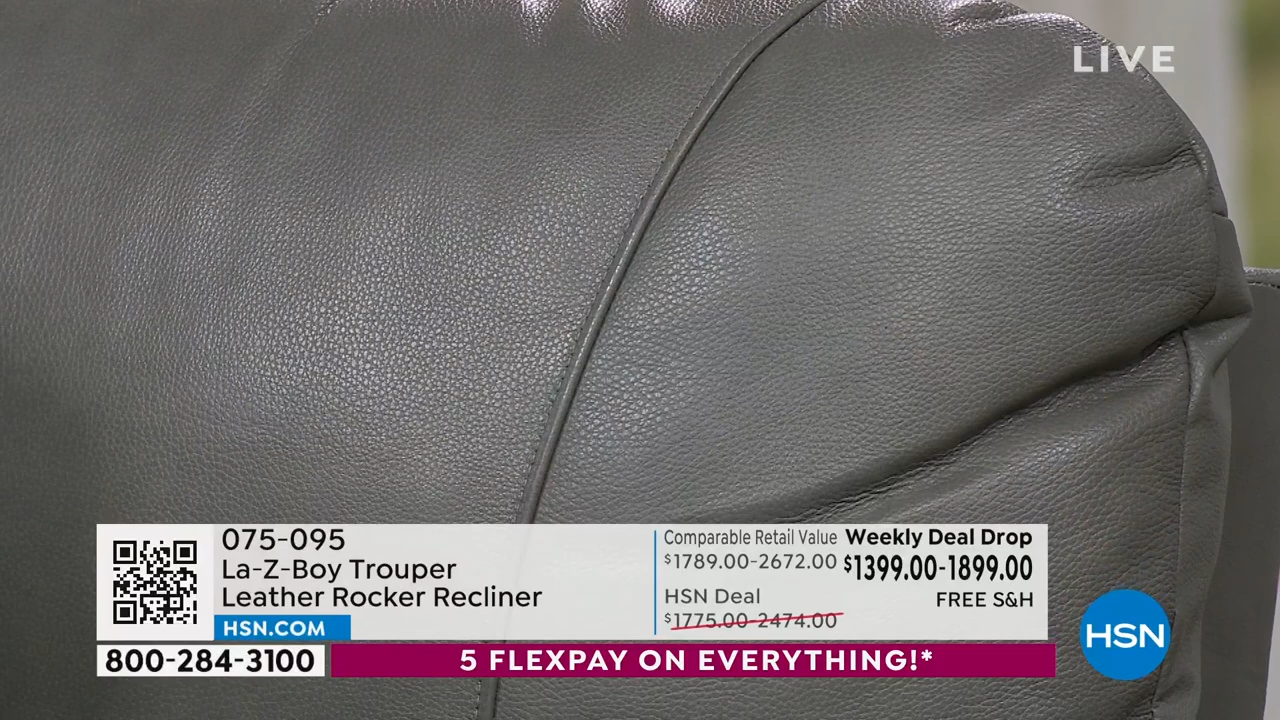 LIVE
075-095
La-Z-Boy Trouper
Leather Rocker Recliner
HSN.COM
Comparable Retail Value
$1789.00-2672.00
HSN Deal
$1775.00-2474.00
Weekly Deal Drop
$1399.00-1899.00
FREE S&H
HSN
800-284-3100
5 FLEXPAY ON EVERYTHING!*